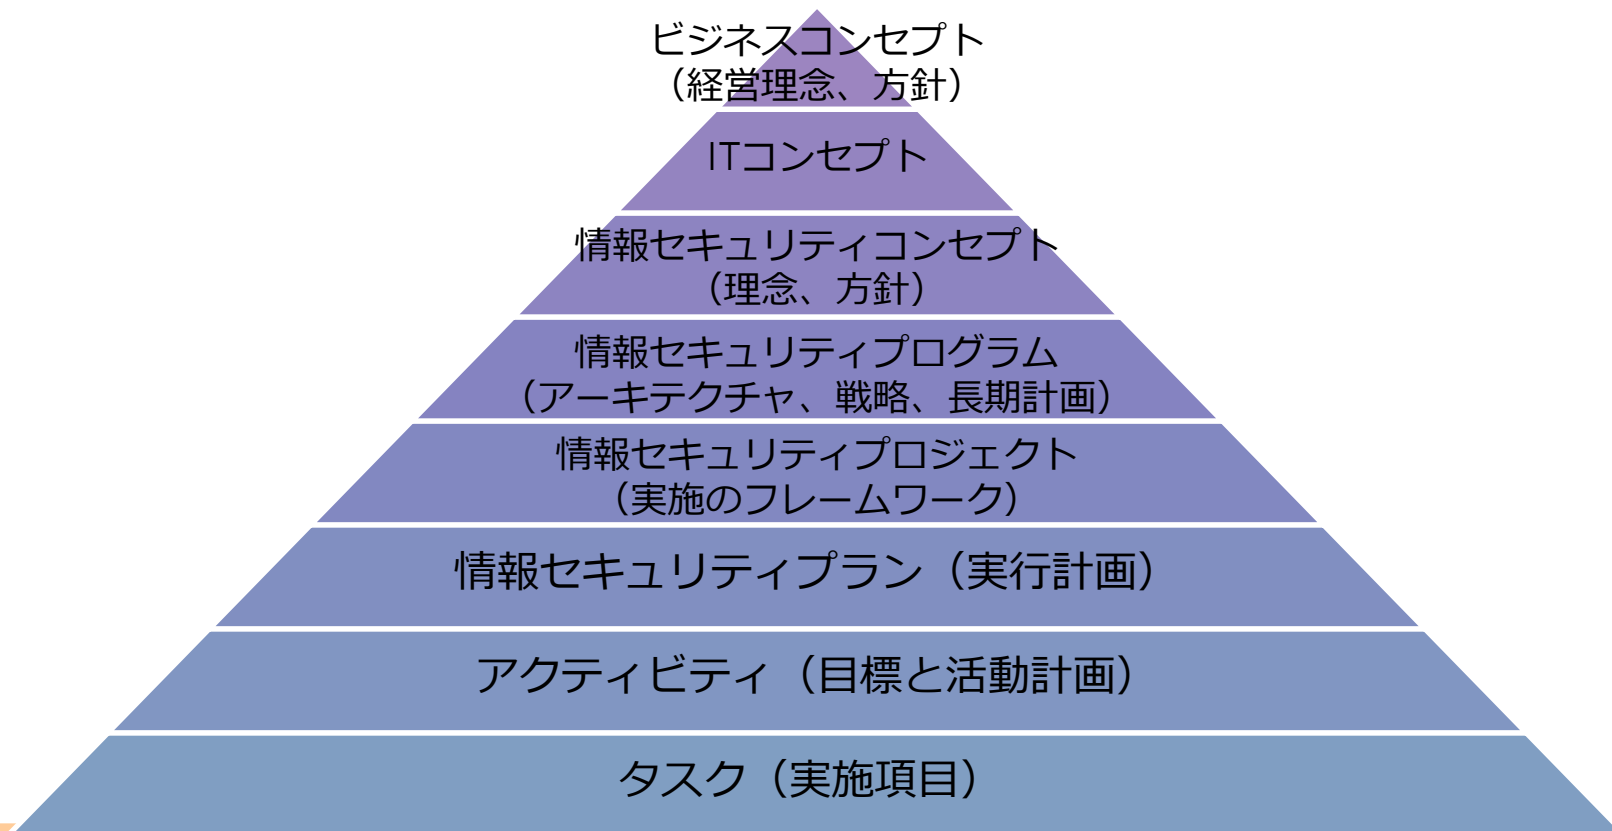 ビジネスコンセプト
（経営理念、方針）
ITコンセプト
情報セキュリティコンセプト
（理念、方針）
情報セキュリティプログラム
（アーキテクチャ、戦略、長期計画）
情報セキュリティプロジェクト
（実施のフレームワーク）
情報セキュリティプラン（実行計画）
アクティビティ（目標と活動計画）
タスク（実施項目）